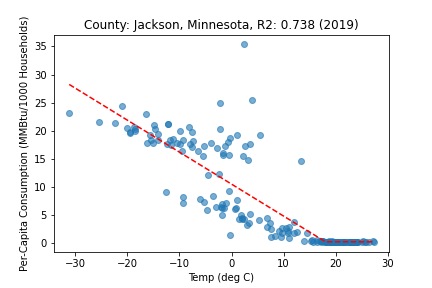 County: Jackson, Minnesota, R2: 0.738 (2019)
Per-Capita Consumption (MMBtu/1000 Households)
35
30
25
20
15
10
5
0
−30 −20 −10 0 10 20 30
Temp (deg C)